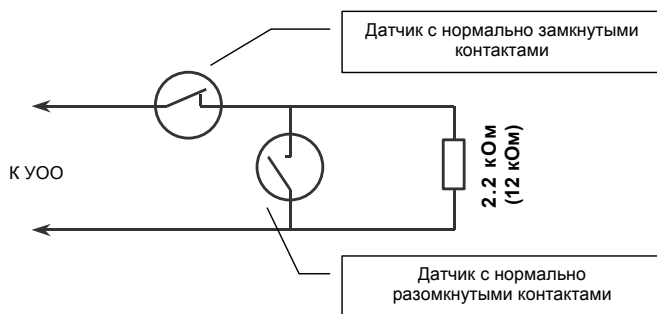 Датчик с нормально замкнутыми
контактами
К УОО
2.2 кОм
(12 кОм)
Датчик с нормально
разомкнутыми контактами